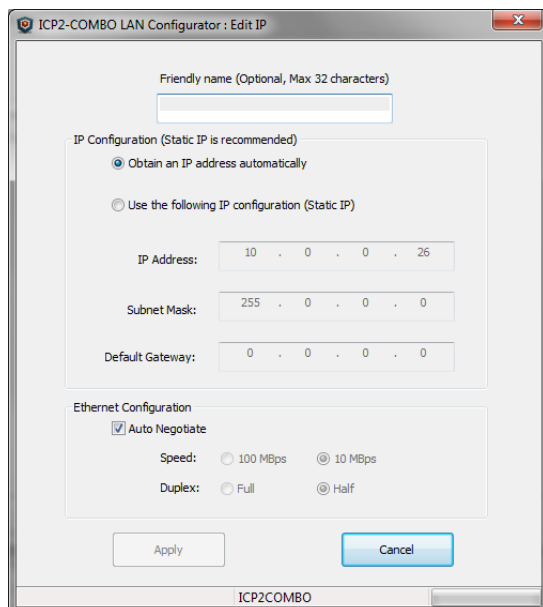 ICP2-COMBO LAN Configurator : Edit IP
Friendly name (Optional, Max 32 characters)
IP Configuration (Static IP is recommended)
Obtain an IP address automatically
Use the following IP configuration (Static IP)
IP Address: 10 . 0 . 0 . 26
Subnet Mask: 255 . 0 . 0 . 0
Default Gateway: 0 . 0 . 0 . 0
Ethernet Configuration
Auto Negotiate
Speed: 100 MBps 10 MBps
Duplex: Full Half
Apply Cancel
ICP2COMBO